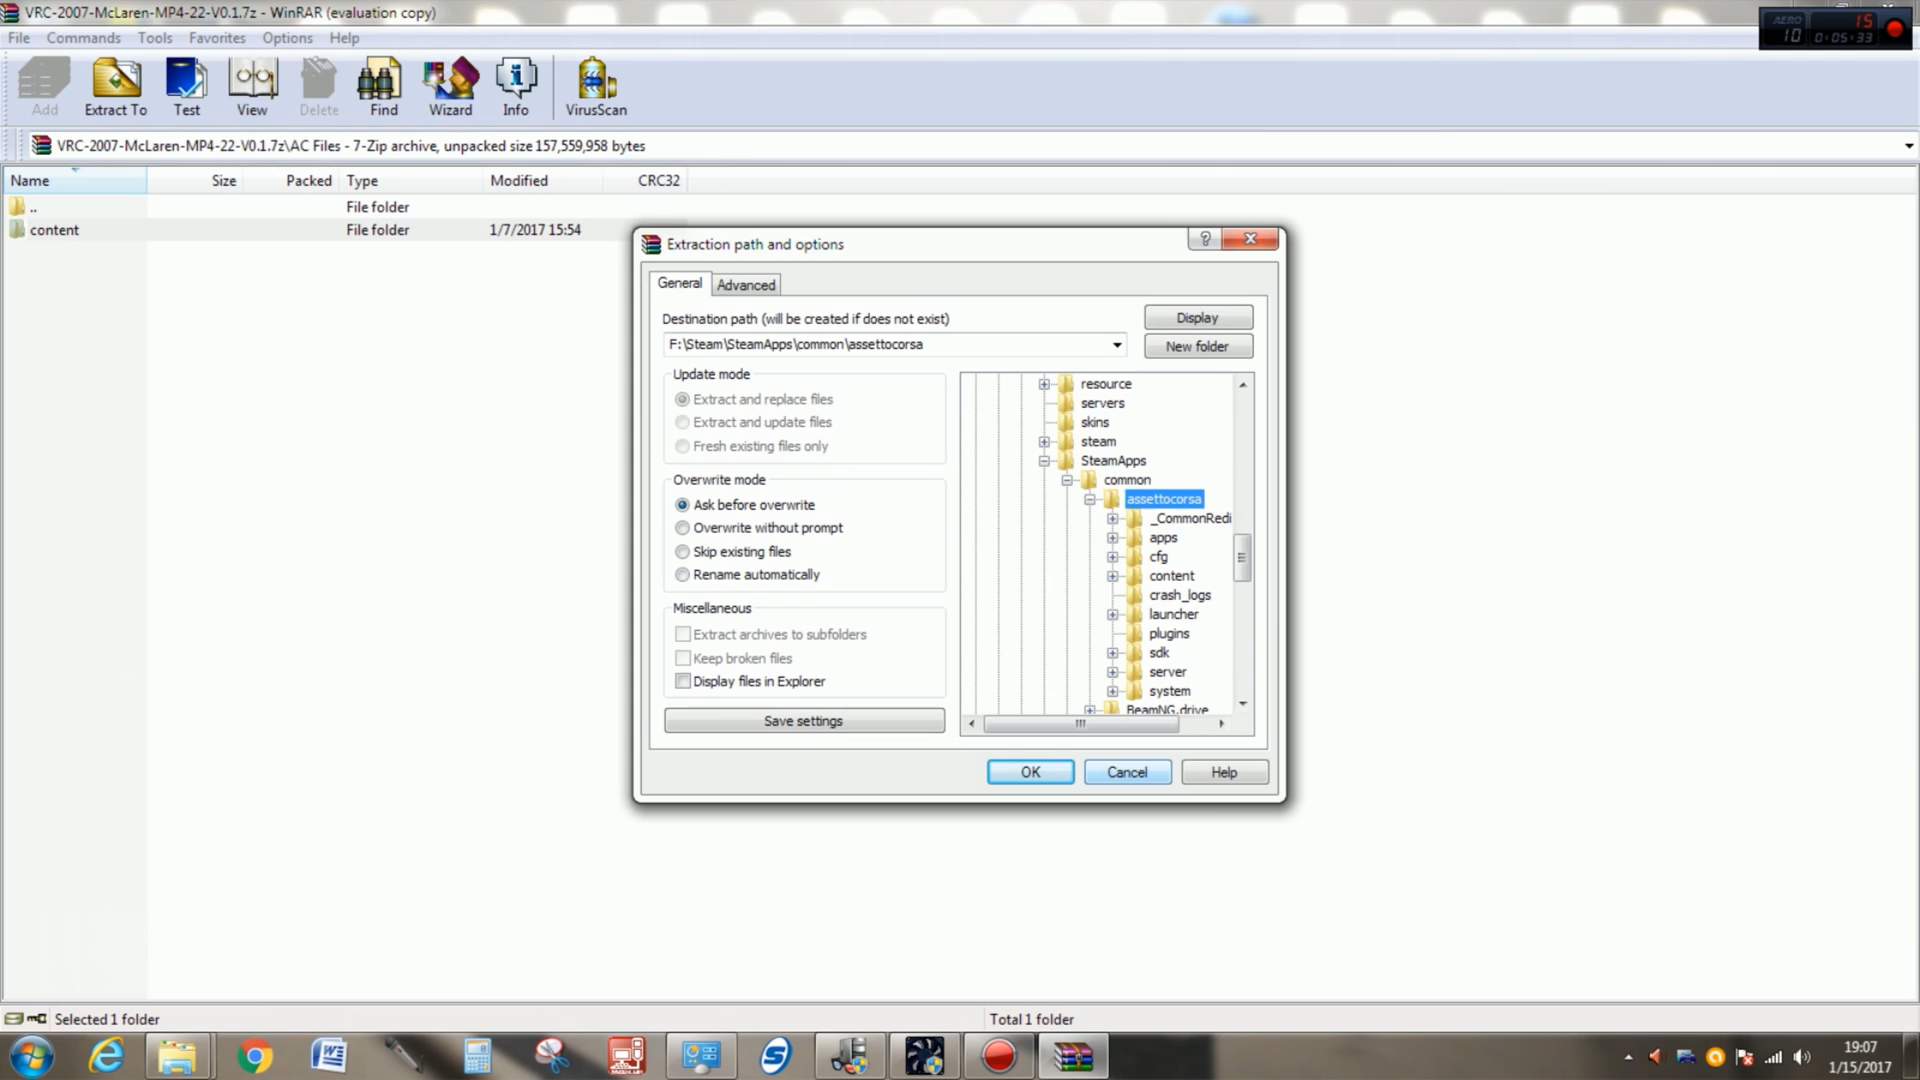 VRC-2007-McLaren-MP4-22-V0.1.7z - WinRAR (evaluation copy)
AERO 15
10 0:05:33
File Commands Tools Favorites Options Help
Add Extract To Test View Delete Find Wizard Info VirusScan
VRC-2007-McLaren-MP4-22-V0.1.7z\AC Files - 7-Zip archive, unpacked size 157,559,958 bytes
Name Size Packed Type Modified CRC32
.. File folder
content File folder 1/7/2017 15:54
Extraction path and options
General Advanced
Destination path (will be created if does not exist)
Display
F:\Steam\SteamApps\common\assettocorsa
New folder
Update mode
Extract and replace files
Extract and update files
Fresh existing files only
Overwrite mode
Ask before overwrite
Overwrite without prompt
Skip existing files
Rename automatically
Miscellaneous
Extract archives to subfolders
Keep broken files
Display files in Explorer
Save settings
resource
servers
skins
steam
SteamApps
common
assettocorsa
_CommonRedi
apps
cfg
content
crash_logs
launcher
plugins
sdk
server
system
BeamNG.drive
OK Cancel Help
Selected 1 folder Total 1 folder
19:07
1/15/2017